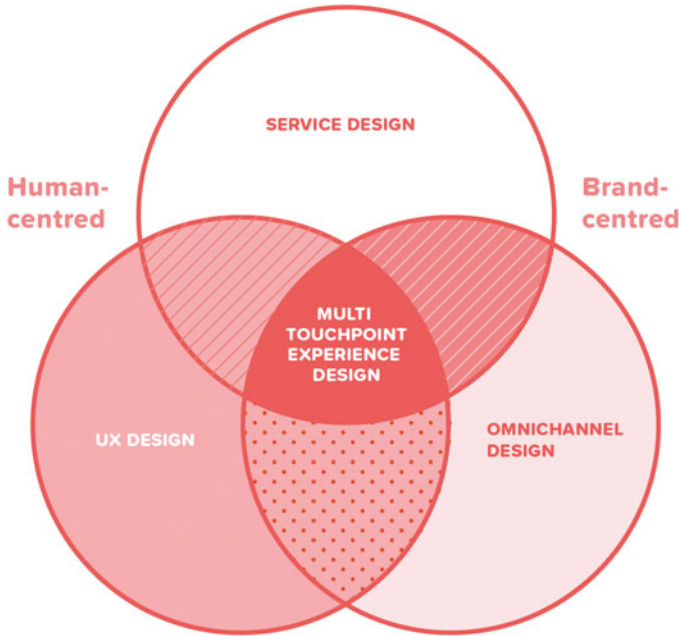 SERVICE DESIGN
Human-
centred
Brand-
centred
MULTI
TOUCHPOINT
EXPERIENCE
DESIGN
UX DESIGN
OMNICHANNEL
DESIGN